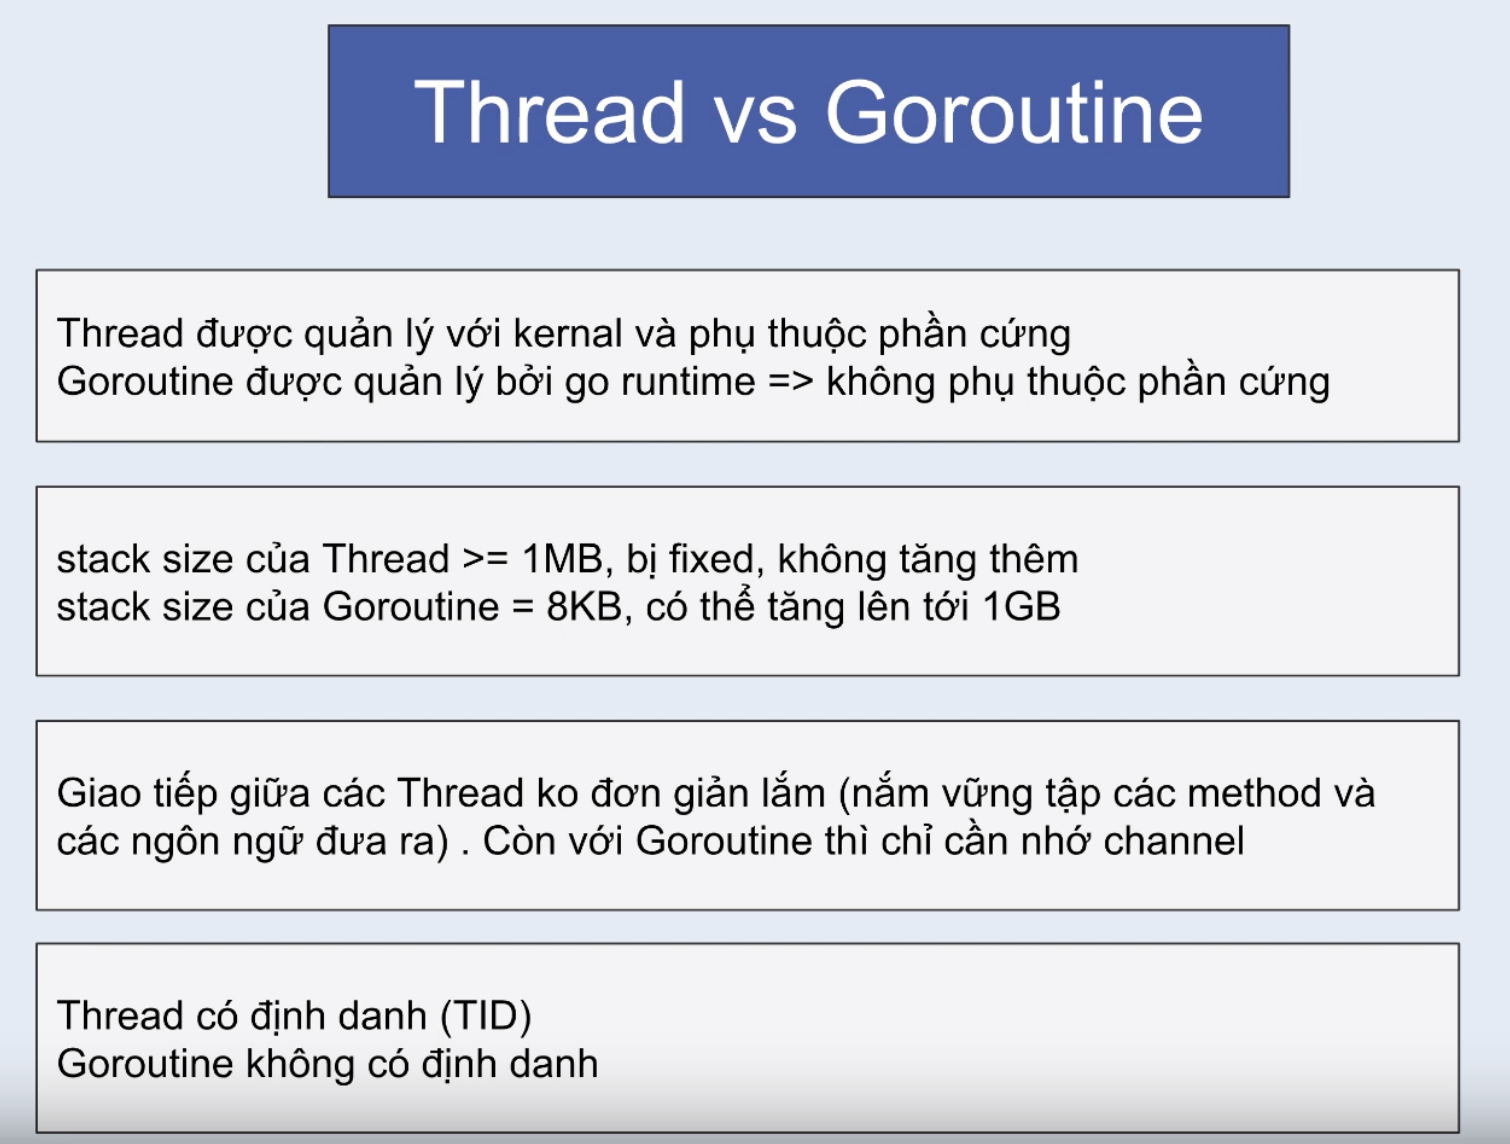 Thread vs Goroutine
Thread được quản lý với kernal và phụ thuộc phần cứng
Goroutine được quản lý bởi go runtime => không phụ thuộc phần cứng
stack size của Thread >= 1MB, bị fixed, không tăng thêm
stack size của Goroutine = 8KB, có thể tăng lên tới 1GB
Giao tiếp giữa các Thread ko đơn giản lắm (nắm vững tập các method và
các ngôn ngữ đưa ra) . Còn với Goroutine thì chỉ cần nhớ channel
Thread có định danh (TID)
Goroutine không có định danh